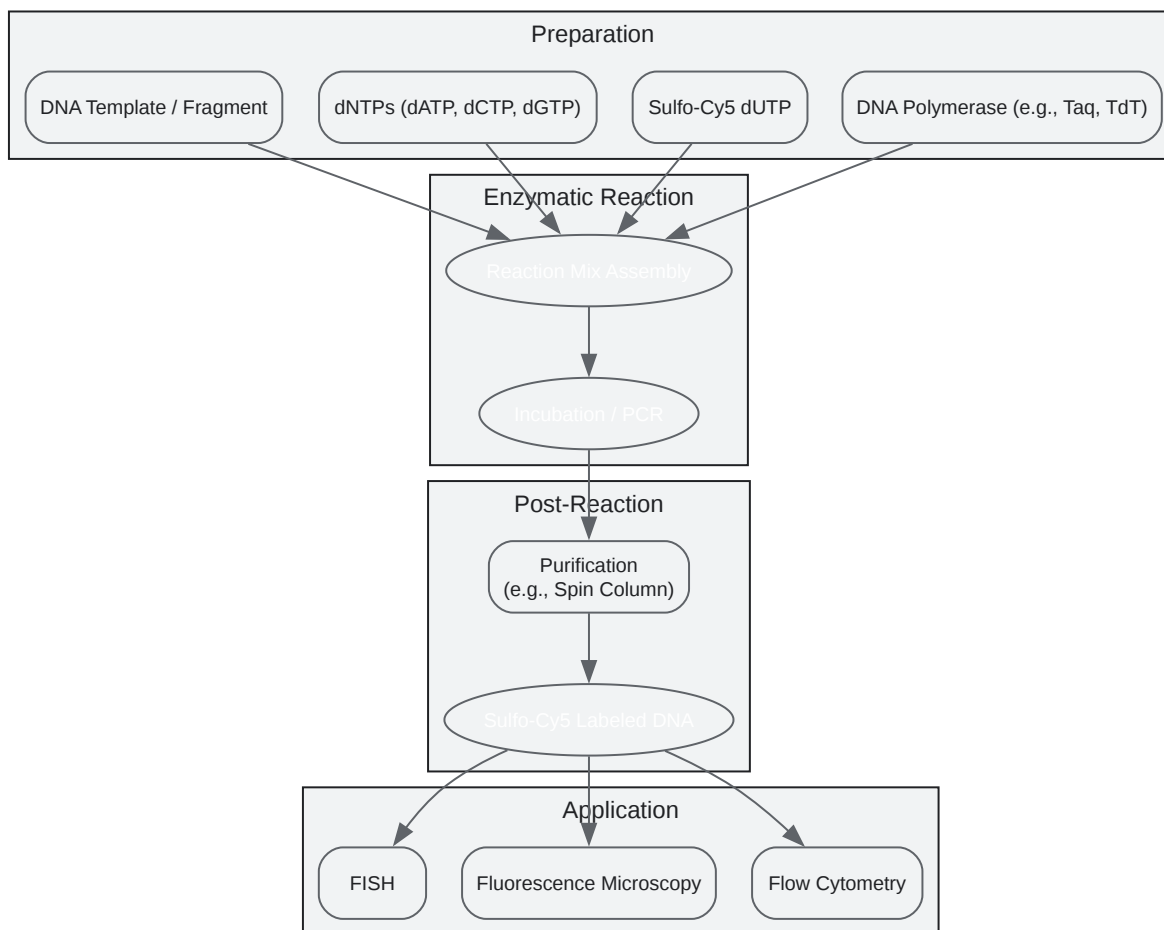 Preparation
DNA Template / Fragment
dNTPs (dATP, dCTP, dGTP)
Sulfo-Cy5 dUTP
DNA Polymerase (e.g., Taq, TdT)
Enzymatic Reaction
Reaction Mix Assembly
Incubation / PCR
Post-Reaction
Purification
(e.g., Spin Column)
Sulfo-Cy5 Labeled DNA
Application
FISH
Fluorescence Microscopy
Flow Cytometry